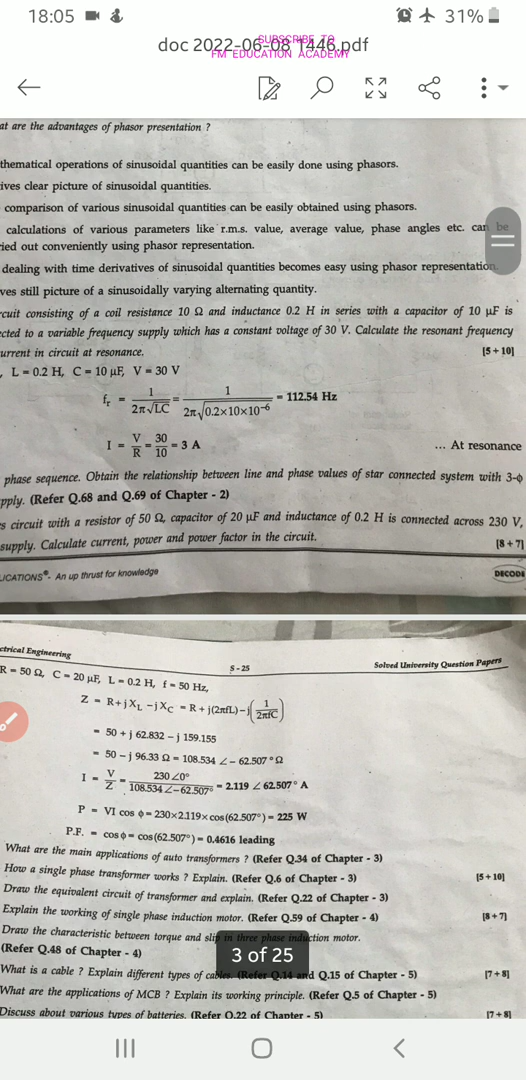 18:05
31%
SUBSCRIBE TO
doc 2022-06-08 1446.pdf
FM EDUCATION ACADEMY
at are the advantages of phasor presentation ?
thematical operations of sinusoidal quantities can be easily done using phasors.
ives clear picture of sinusoidal quantities.
comparison of various sinusoidal quantities can be easily obtained using phasors.
calculations of various parameters like r.m.s. value, average value, phase angles etc. can be
ried out conveniently using phasor representation.
dealing with time derivatives of sinusoidal quantities becomes easy using phasor representation.
ves still picture of a sinusoidally varying alternating quantity.
rcuit consisting of a coil resistance 10 Ω and inductance 0.2 H in series with a capacitor of 10 μF is
cted to a variable frequency supply which has a constant voltage of 30 V. Calculate the resonant frequency
urrent in circuit at resonance. [5+10]
, L = 0.2 H, C = 10 μF, V = 30 V
fr = 1/2π√LC = 1/2π√0.2×10×10⁻⁶ = 112.54 Hz
I = V/R = 30/10 = 3 A ... At resonance
phase sequence. Obtain the relationship between line and phase values of star connected system with 3-ϕ
pply. (Refer Q.68 and Q.69 of Chapter - 2)
s circuit with a resistor of 50 Ω, capacitor of 20 μF and inductance of 0.2 H is connected across 230 V,
supply. Calculate current, power and power factor in the circuit. [8+7]
UCATIONS®- An up thrust for knowledge DECODE
ctrical Engineering S - 25 Solved University Question Papers
R = 50 Ω, C = 20 μF, L = 0.2 H, f = 50 Hz,
Z = R+j XL -j XC = R+j(2πfL)-j(1/2πfC)
= 50 + j 62.832 - j 159.155
= 50 - j 96.33 Ω = 108.534 ∠- 62.507 °Ω
I = V/Z = 230 ∠0°/108.534 ∠-62.507° = 2.119 ∠ 62.507° A
P = VI cos ϕ = 230×2.119×cos(62.507°) = 225 W
P.F. = cos ϕ = cos(62.507°) = 0.4616 leading
What are the main applications of auto transformers ? (Refer Q.34 of Chapter - 3)
How a single phase transformer works ? Explain. (Refer Q.6 of Chapter - 3) [5+10]
Draw the equivalent circuit of transformer and explain. (Refer Q.22 of Chapter - 3)
Explain the working of single phase induction motor. (Refer Q.59 of Chapter - 4) [8+7]
Draw the characteristic between torque and slip in three phase induction motor.
(Refer Q.48 of Chapter - 4)
3 of 25
What is a cable ? Explain different types of cables. (Refer Q.14 and Q.15 of Chapter - 5) [7+8]
What are the applications of MCB ? Explain its working principle. (Refer Q.5 of Chapter - 5)
Discuss about various types of batteries. (Refer Q.22 of Chapter - 5) [7+8]